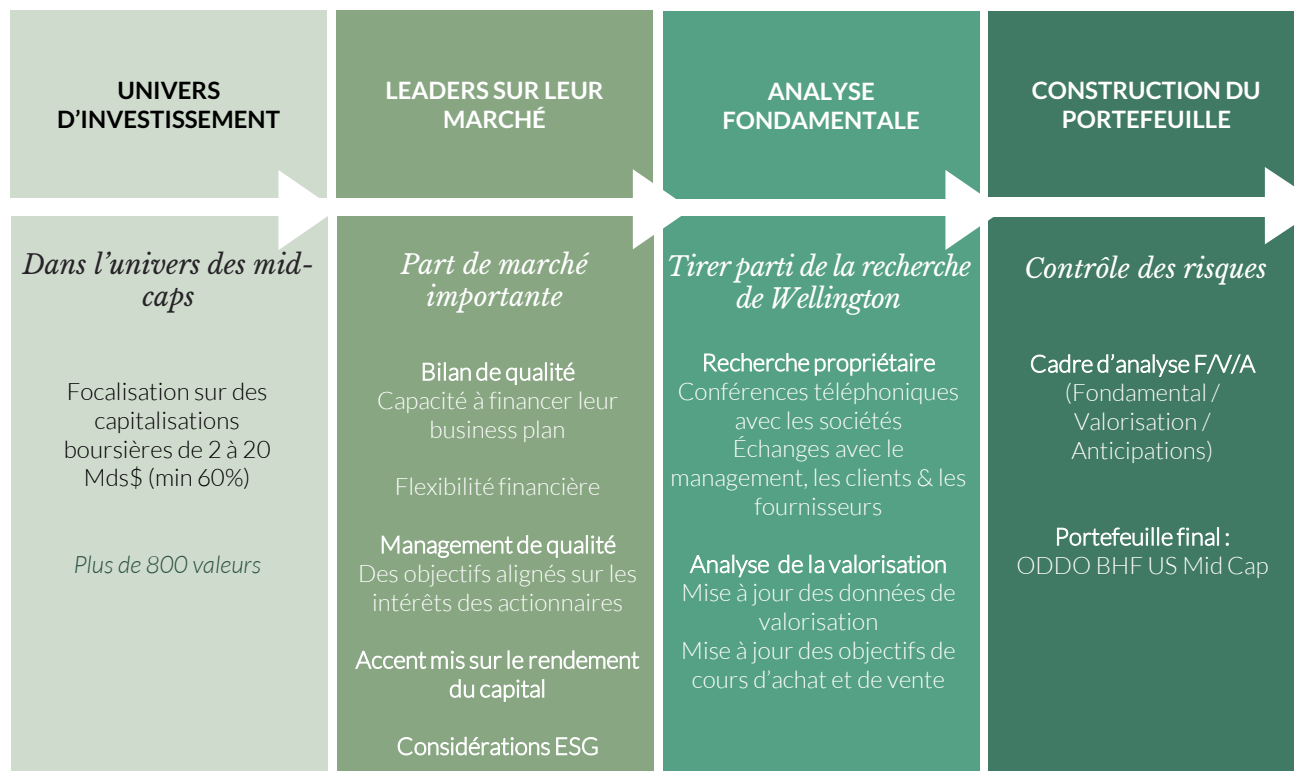 UNIVERS
D’INVESTISSEMENT
Dans l’univers des mid-
caps
Focalisation sur des
capitalisations
boursières de 2 à 20
Mds$ (min 60%)
Plus de 800 valeurs
LEADERS SUR LEUR
MARCHÉ
Part de marché
importante
Bilan de qualité
Capacité à financer leur
business plan
Flexibilité financière
Management de qualité
Des objectifs alignés sur les
intérêts des actionnaires
Accent mis sur le rendement
du capital
Considérations ESG
ANALYSE
FONDAMENTALE
Tirer parti de la recherche
de Wellington
Recherche propriétaire
Conférences téléphoniques
avec les sociétés
Échanges avec le
management, les clients & les
fournisseurs
Analyse de la valorisation
Mise à jour des données de
valorisation
Mise à jour des objectifs de
cours d’achat et de vente
CONSTRUCTION DU
PORTEFEUILLE
Contrôle des risques
Cadre d’analyse F/V/A
(Fondamental /
Valorisation /
Anticipations)
Portefeuille final :
ODDO BHF US Mid Cap